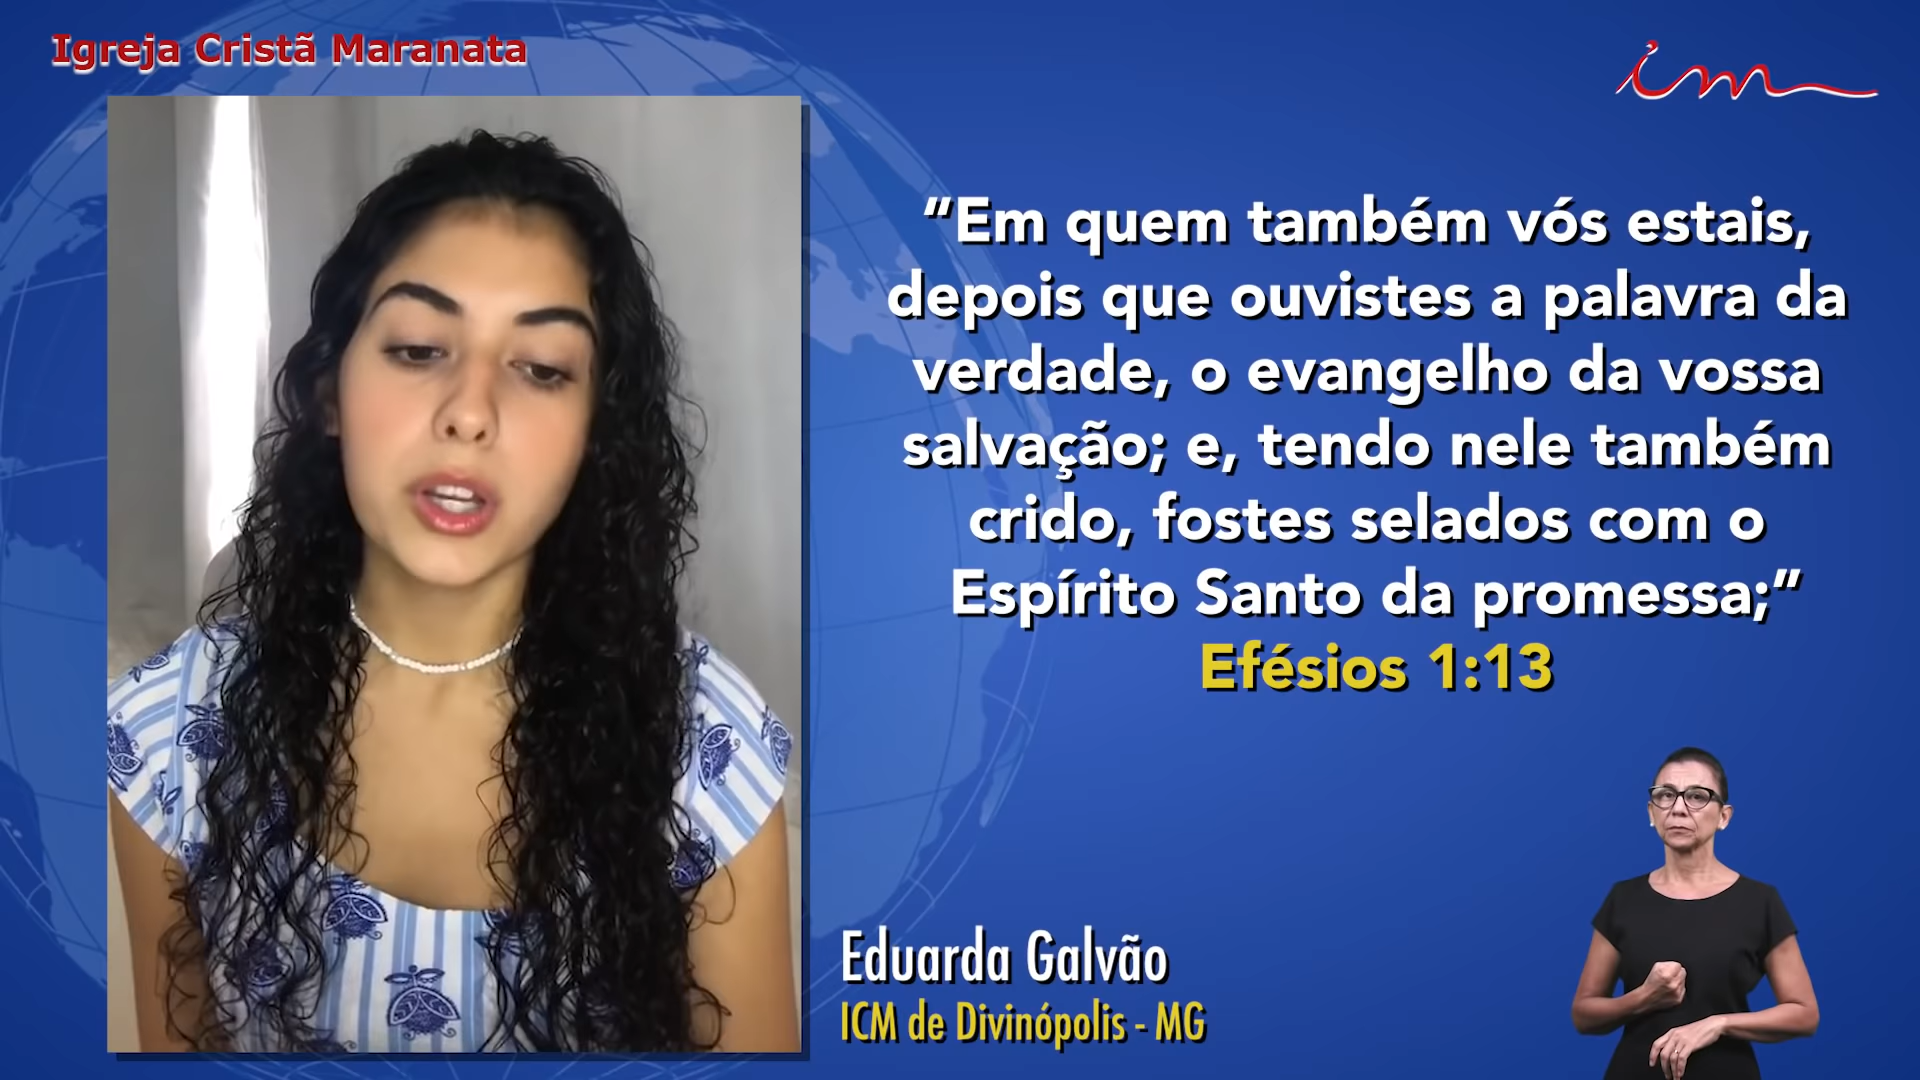 Igreja Cristã Maranata
icm
“Em quem também vós estais,
depois que ouvistes a palavra da
verdade, o evangelho da vossa
salvação; e, tendo nele também
crido, fostes selados com o
Espírito Santo da promessa;”
Efésios 1:13
Eduarda Galvão
ICM de Divinópolis - MG